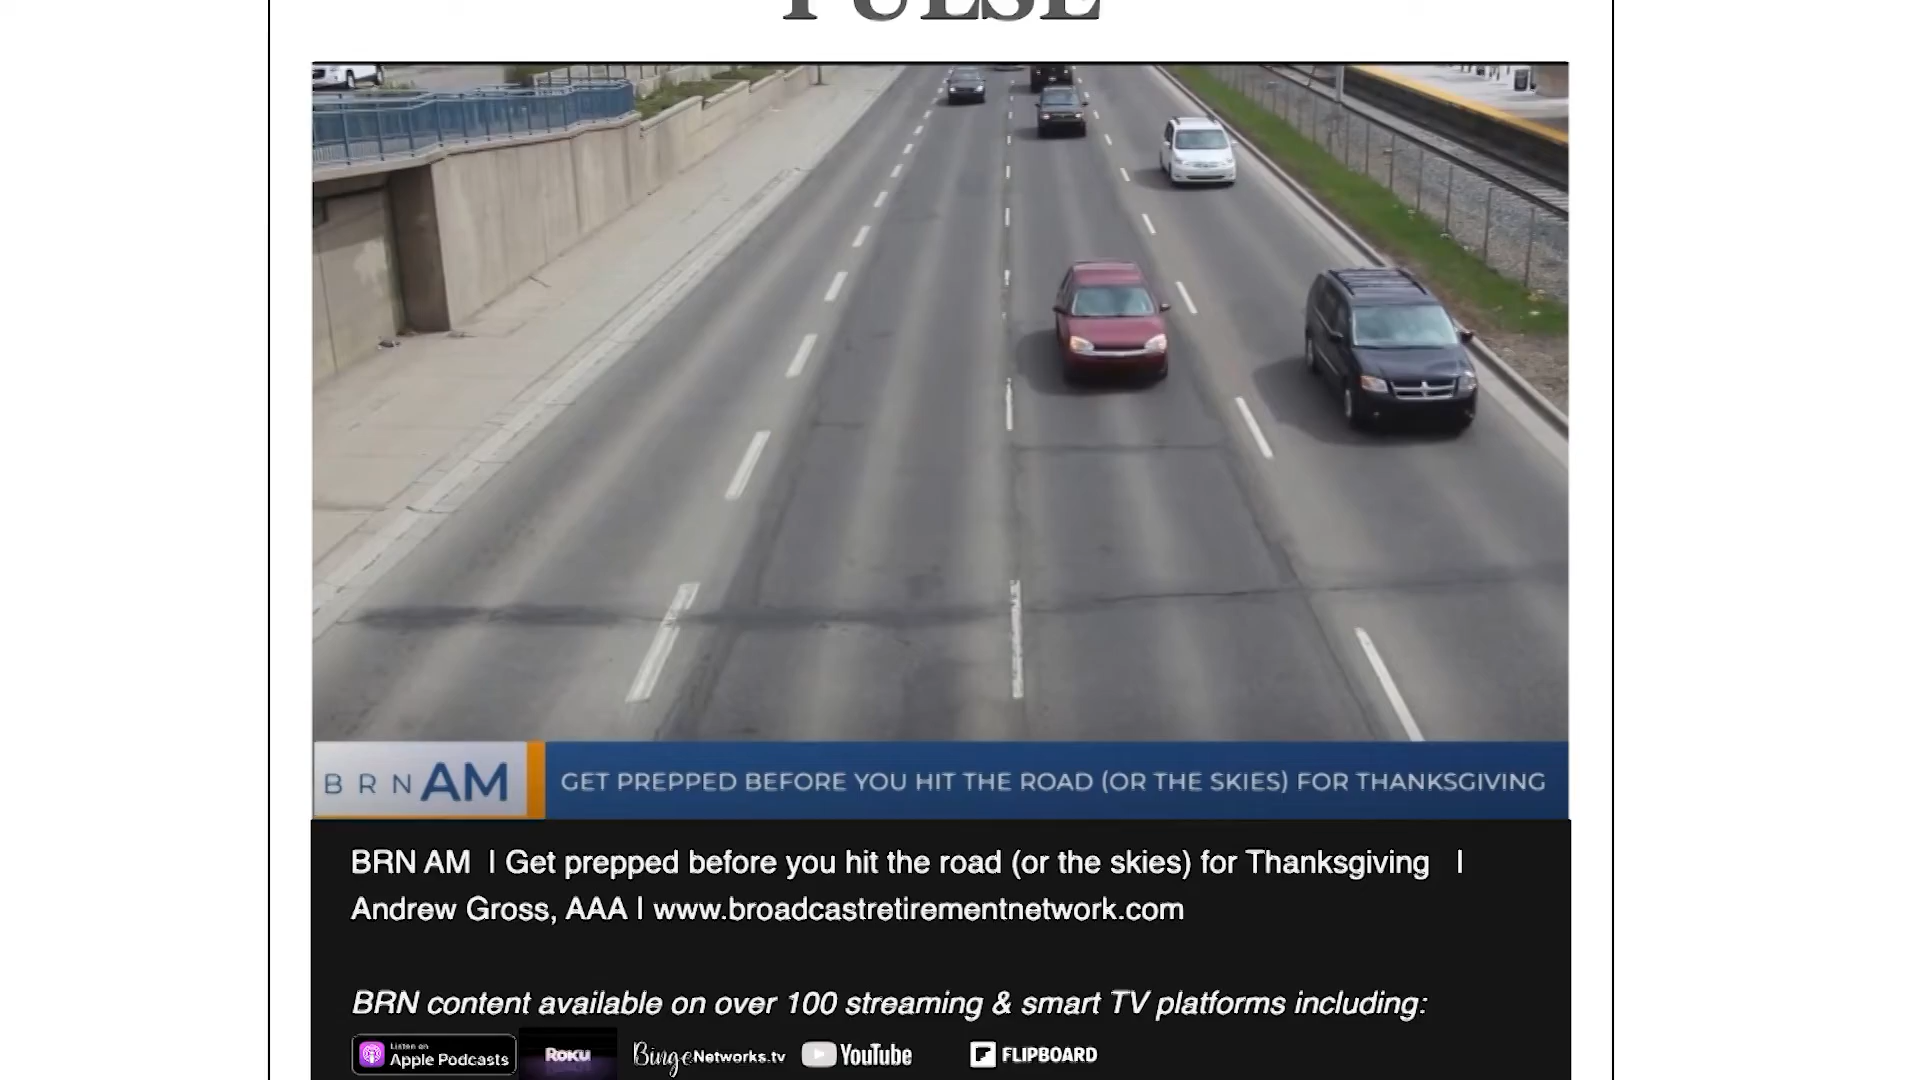 PULSE
BRN AM
GET PREPPED BEFORE YOU HIT THE ROAD (OR THE SKIES) FOR THANKSGIVING
BRN AM | Get prepped before you hit the road (or the skies) for Thanksgiving |
Andrew Gross, AAA | www.broadcastretirementnetwork.com
BRN content available on over 100 streaming & smart TV platforms including:
Listen on
Apple Podcasts
ROKU
BingeNetworks.tv
YouTube
FLIPBOARD